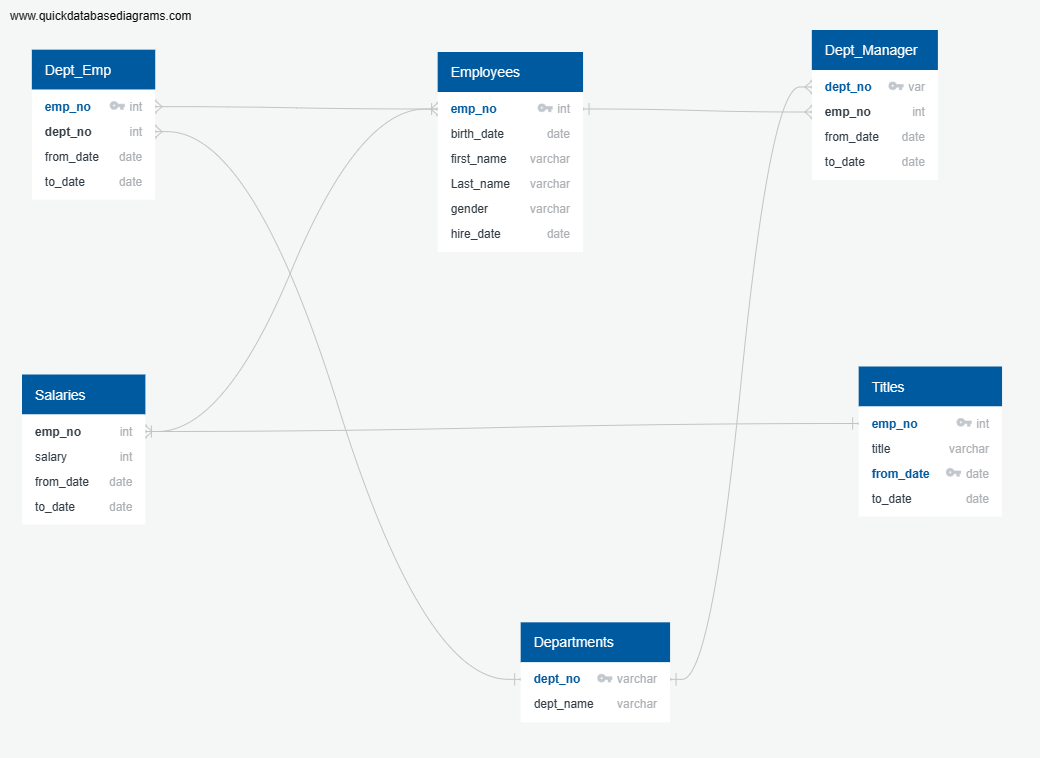 www.quickdatabasediagrams.com
Dept_Emp
emp_no int
dept_no int
from_date date
to_date date
Employees
emp_no int
birth_date date
first_name varchar
Last_name varchar
gender varchar
hire_date date
Dept_Manager
dept_no var
emp_no int
from_date date
to_date date
Salaries
emp_no int
salary int
from_date date
to_date date
Titles
emp_no int
title varchar
from_date date
to_date date
Departments
dept_no varchar
dept_name varchar